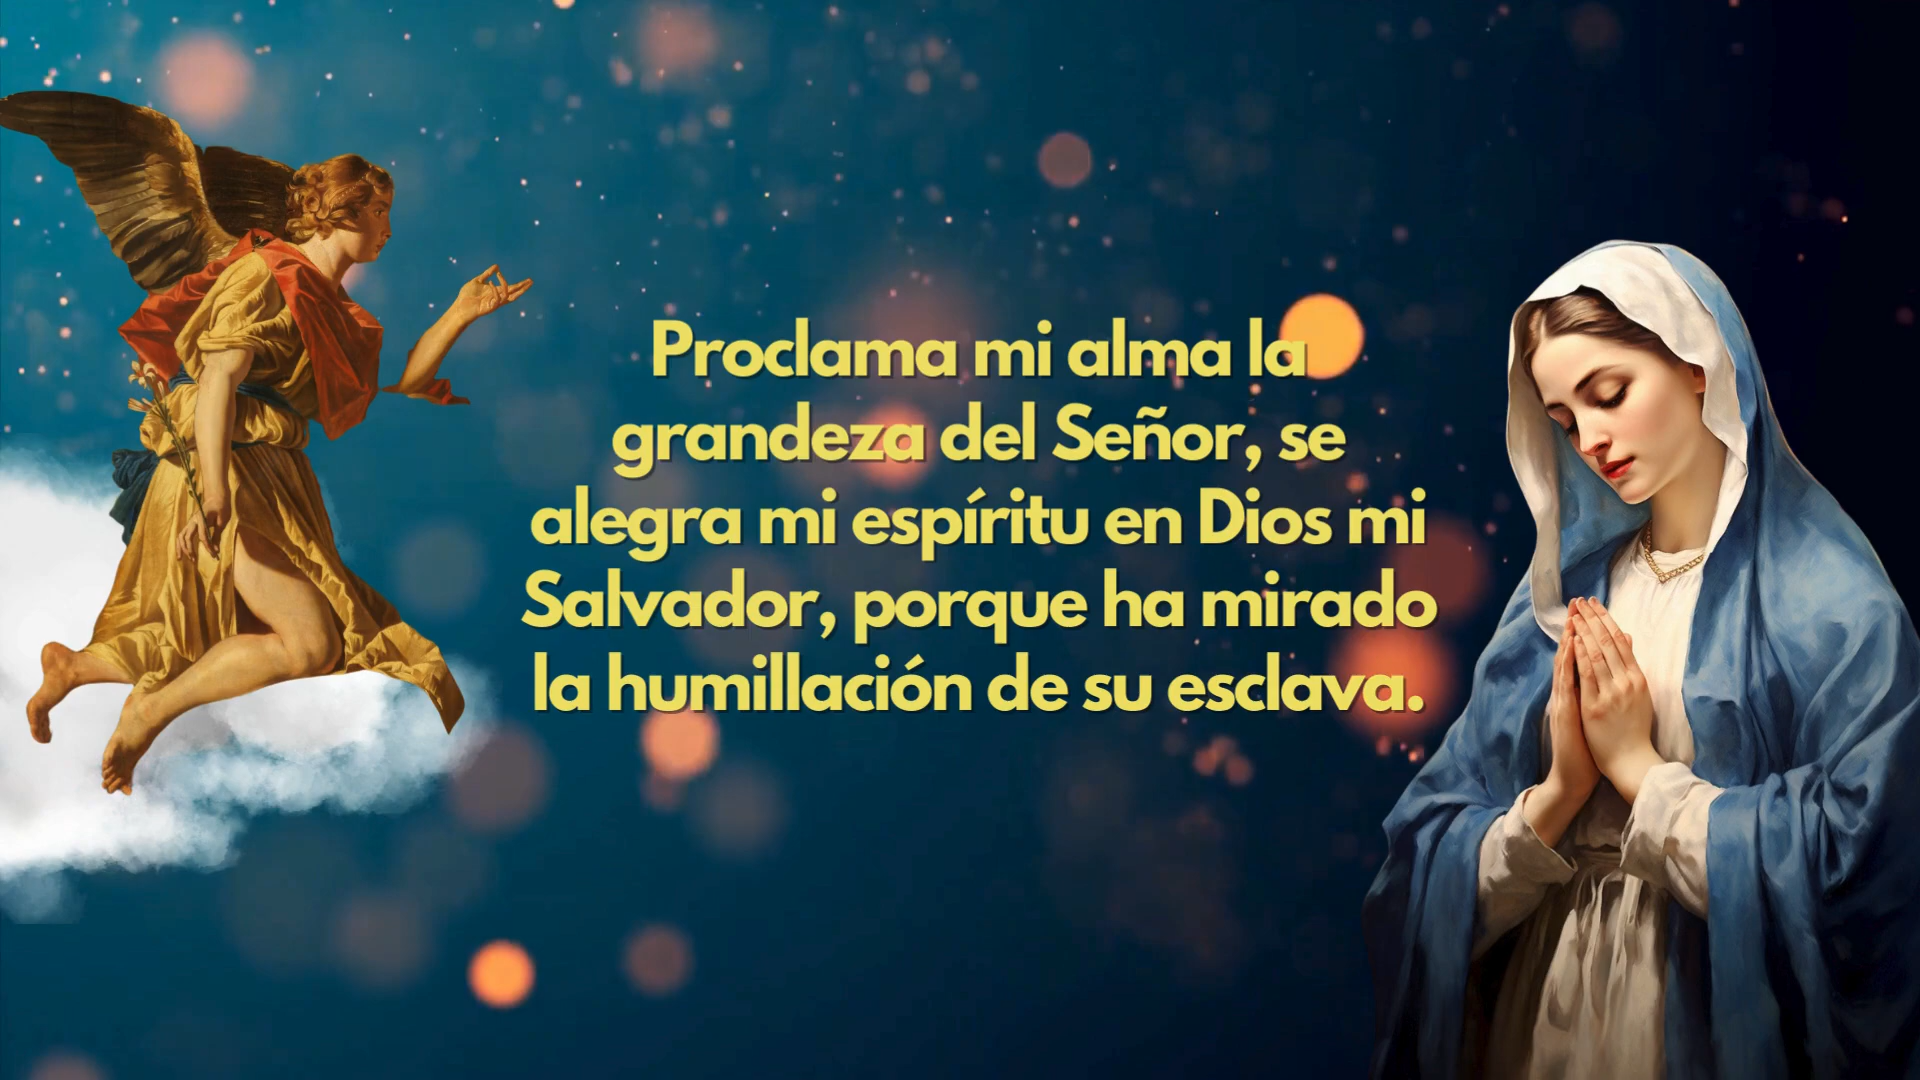 Proclama mi alma la
grandeza del Señor, se
alegra mi espíritu en Dios mi
Salvador, porque ha mirado
la humillación de su esclava.